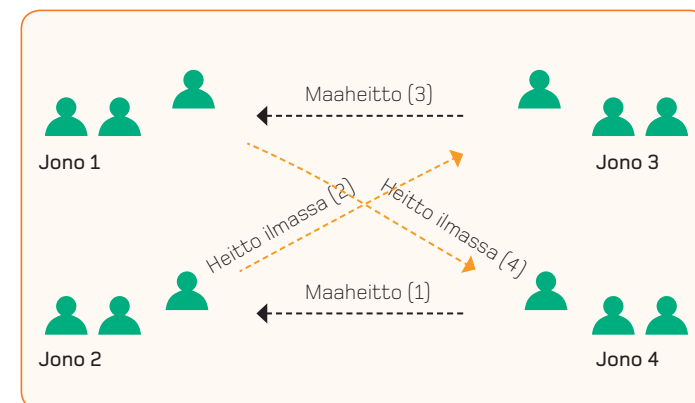 Maaheitto (3)
Jono 1
Jono 3
Heitto ilmassa (2)
Heitto ilmassa (4)
Maaheitto (1)
Jono 2
Jono 4